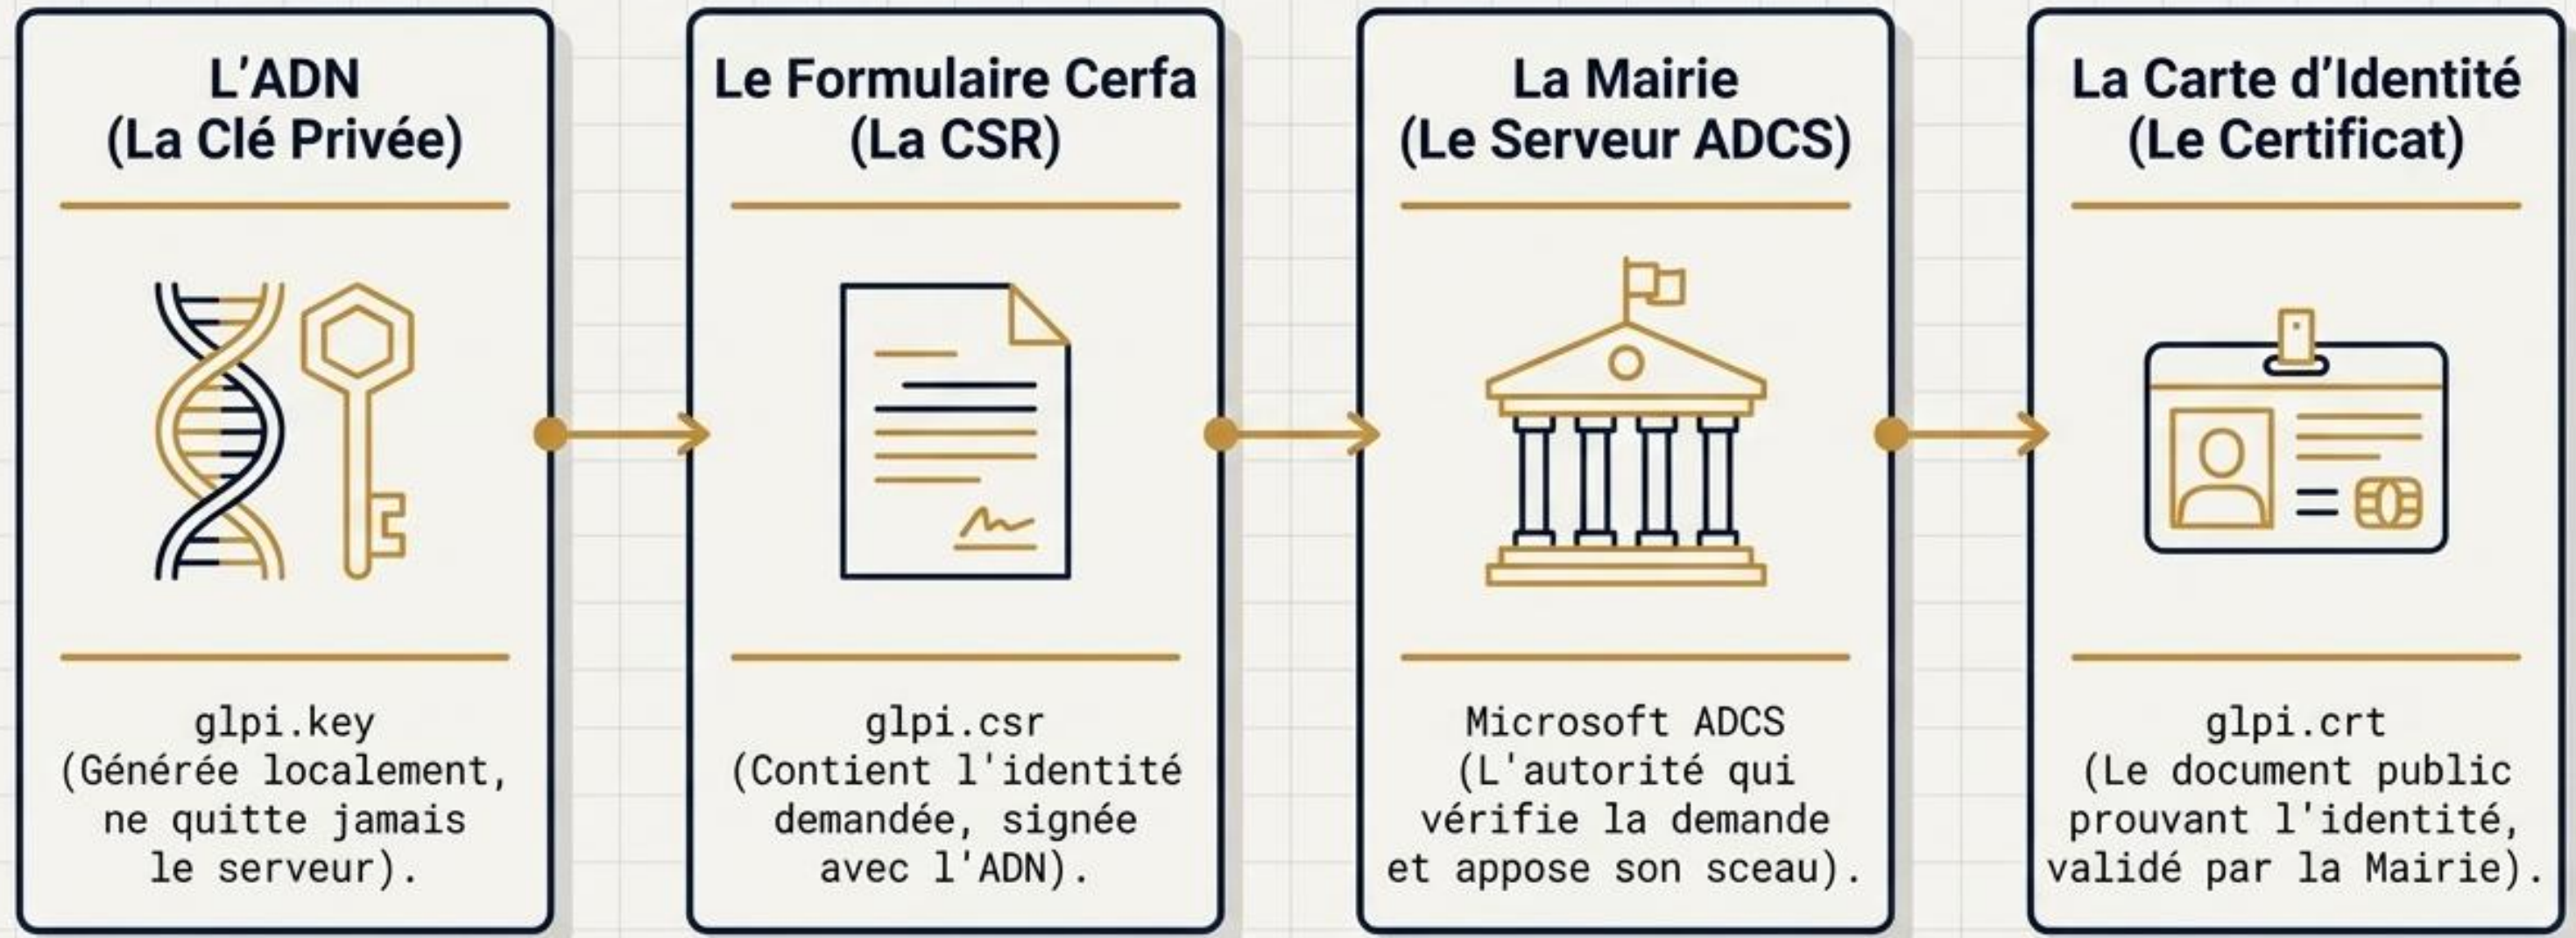 L’ADN
(La Clé Privée)
glpi.key
(Générée localement,
ne quitte jamais
le serveur).
Le Formulaire Cerfa
(La CSR)
glpi.csr
(Contient l'identité
demandée, signée
avec l'ADN).
La Mairie
(Le Serveur ADCS)
Microsoft ADCS
(L'autorité qui
vérifie la demande
et appose son sceau).
La Carte d’Identité
(Le Certificat)
glpi.crt
(Le document public
prouvant l'identité,
validé par la Mairie).